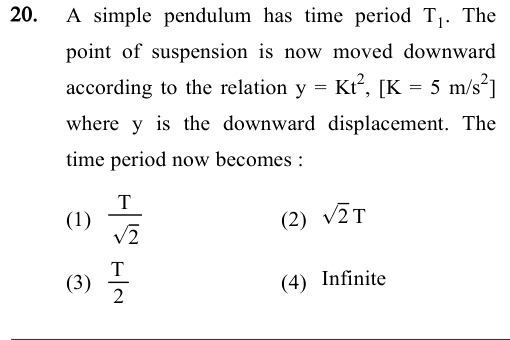 20. A simple pendulum has time period T₁. The
point of suspension is now moved downward
according to the relation y = Kt², [K = 5 m/s²]
where y is the downward displacement. The
time period now becomes :
(1) T/√2 (2) √2 T
(3) T/2 (4) Infinite